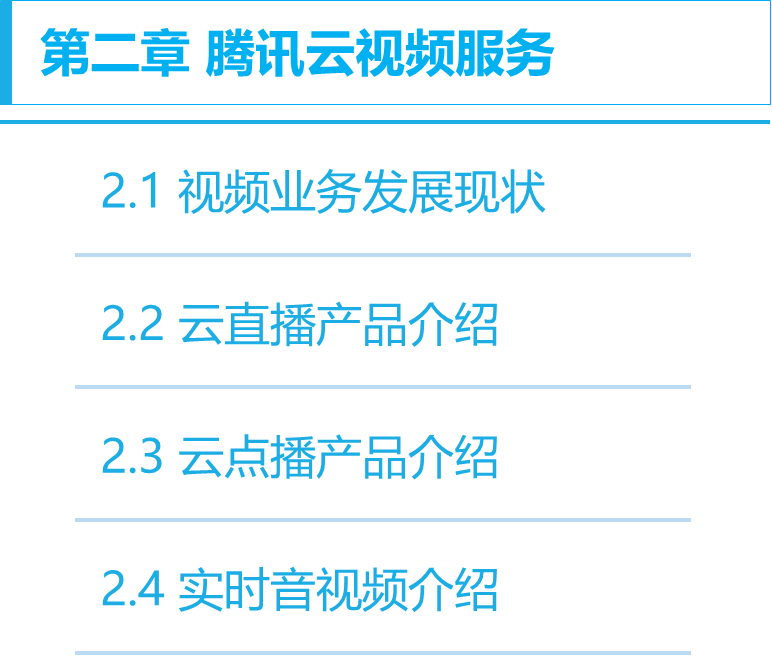 第二章 腾讯云视频服务
2.1 视频业务发展现状
2.2 云直播产品介绍
2.3 云点播产品介绍
2.4 实时音视频介绍